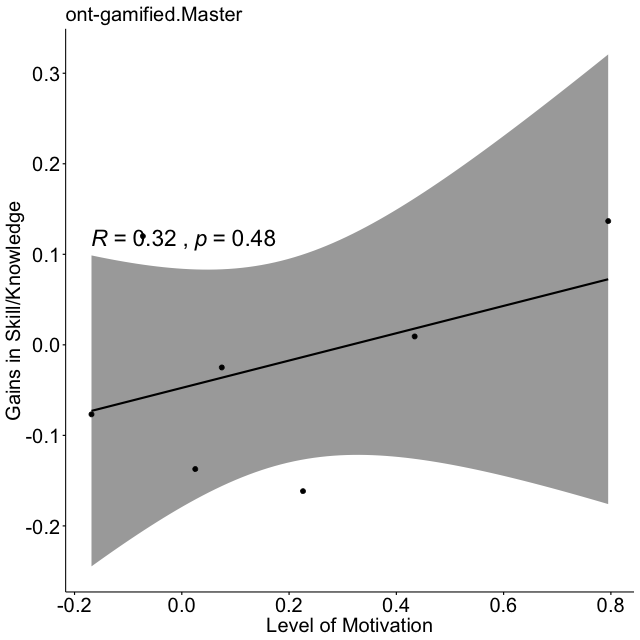 ont-gamified.Master
Gains in Skill/Knowledge
0.3
0.2
R = 0.32 , p = 0.48
0.1
0.0
-0.1
-0.2
-0.2 0.0 0.2 0.4 0.6 0.8
Level of Motivation